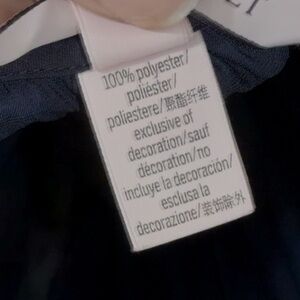 100% polyester/
poliéster/
poliestere/聚酯纤维
exclusive of
decoration/sauf
décoration/no
incluye la decoración/
esclusa la
decorazione/装饰除外